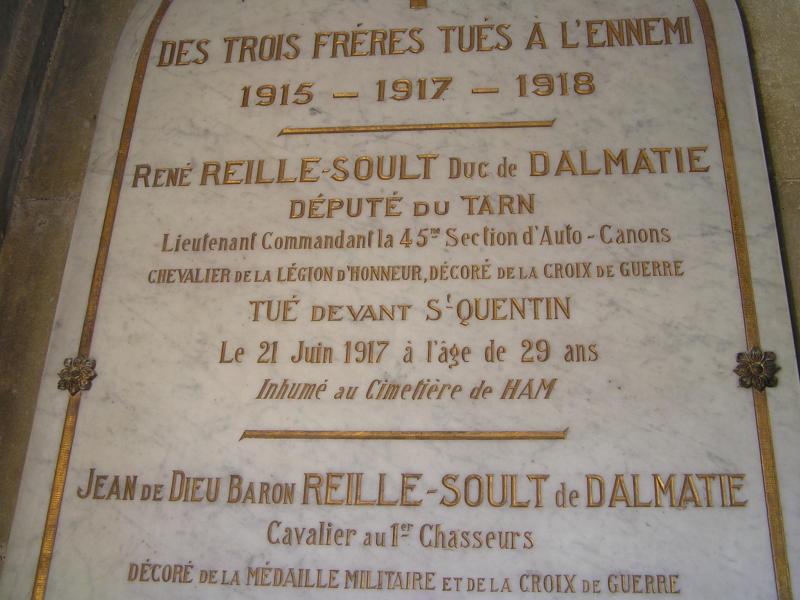 DES TROIS FRÉRES TUÉS À L'ENNEMI
1915 - 1917 - 1918
RENÉ REILLE-SOULT DUC de DALMATIE
DÉPUTÉ DU TARN
Lieutenant Commandant la 45me Section d'Auto-Canons
CHEVALIER DE LA LÉGION D'HONNEUR, DÉCORÉ DE LA CROIX DE GUERRE
TUÉ DEVANT St QUENTIN
Le 21 Juin 1917 à l'âge de 29 ans
Inhumé au Cimetière de HAM
JEAN DE DIEU BARON REILLE-SOULT de DALMATIE
Cavalier au 1er Chasseurs
DÉCORÉ DE LA MÉDAILLE MILITAIRE ET DE LA CROIX DE GUERRE